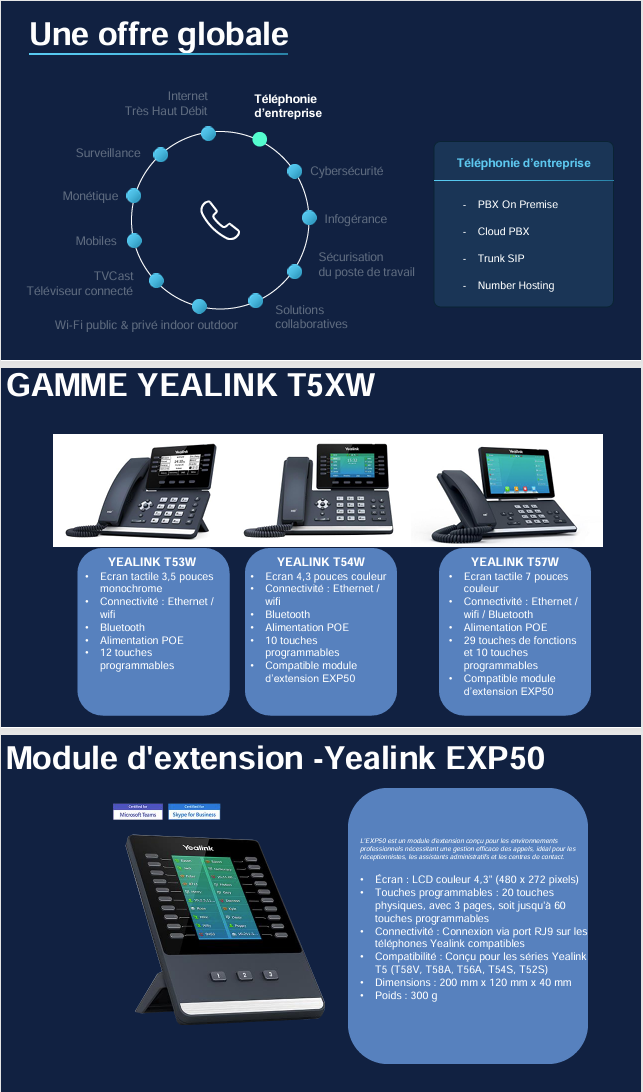 Une offre globale
Internet
Très Haut Débit
Téléphonie
d'entreprise
Surveillance
Cybersécurité
Monétique
Infogérance
Mobiles
Sécurisation
du poste de travail
TVCast
Téléviseur connecté
Solutions
collaboratives
Wi-Fi public & privé indoor outdoor
Téléphonie d'entreprise
- PBX On Premise
- Cloud PBX
- Trunk SIP
- Number Hosting
GAMME YEALINK T5XW
YEALINK T53W
• Ecran tactile 3,5 pouces
monochrome
• Connectivité : Ethernet /
wifi
• Bluetooth
• Alimentation POE
• 12 touches
programmables
YEALINK T54W
• Ecran 4,3 pouces couleur
• Connectivité : Ethernet /
wifi
• Bluetooth
• Alimentation POE
• 10 touches
programmables
• Compatible module
d'extension EXP50
YEALINK T57W
• Ecran tactile 7 pouces
couleur
• Connectivité : Ethernet /
wifi / Bluetooth
• Alimentation POE
• 29 touches de fonctions
et 10 touches
programmables
• Compatible module
d'extension EXP50
Module d'extension -Yealink EXP50
Certified for
Microsoft Teams
Certified for
Skype for Business
Yealink
1 2 3
L'EXP50 est un module d'extension conçu pour les environnements
professionnels nécessitant une gestion efficace des appels, idéal pour les
réceptionnistes, les assistants administratifs et les centres de contact.
• Écran : LCD couleur 4,3" (480 x 272 pixels)
• Touches programmables : 20 touches
physiques, avec 3 pages, soit jusqu'à 60
touches programmables
• Connectivité : Connexion via port RJ9 sur les
téléphones Yealink compatibles
• Compatibilité : Conçu pour les séries Yealink
T5 (T58V, T58A, T56A, T54S, T52S)
• Dimensions : 200 mm x 120 mm x 40 mm
• Poids : 300 g